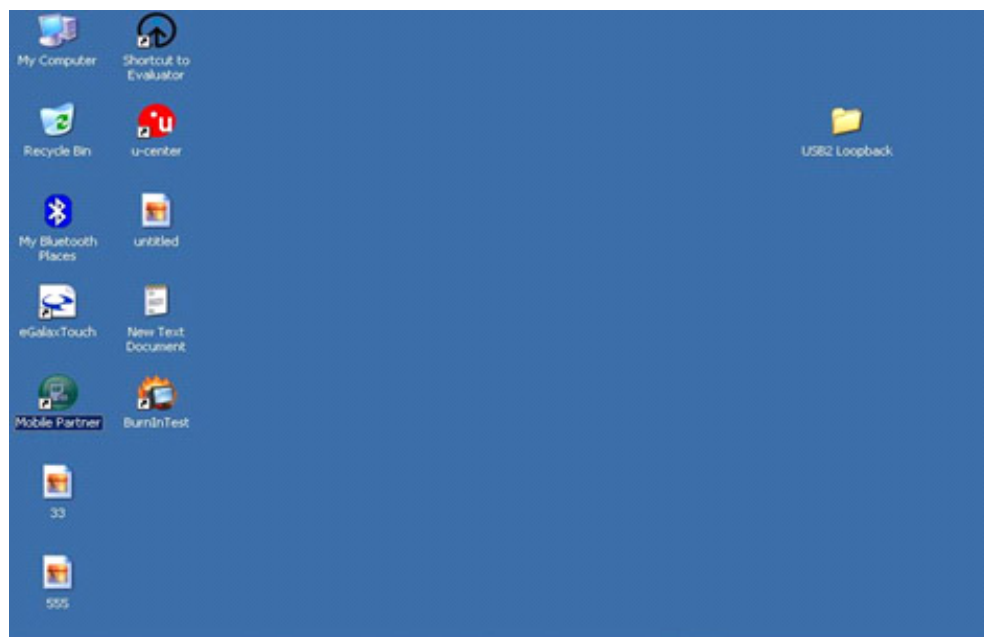 My Computer
Shortcut to
Evaluator
Recycle Bin
u-center
USB2 Loopback
My Bluetooth
Places
untitled
eGalaxTouch
New Text
Document
Mobile Partner
BurnInTest
33
555